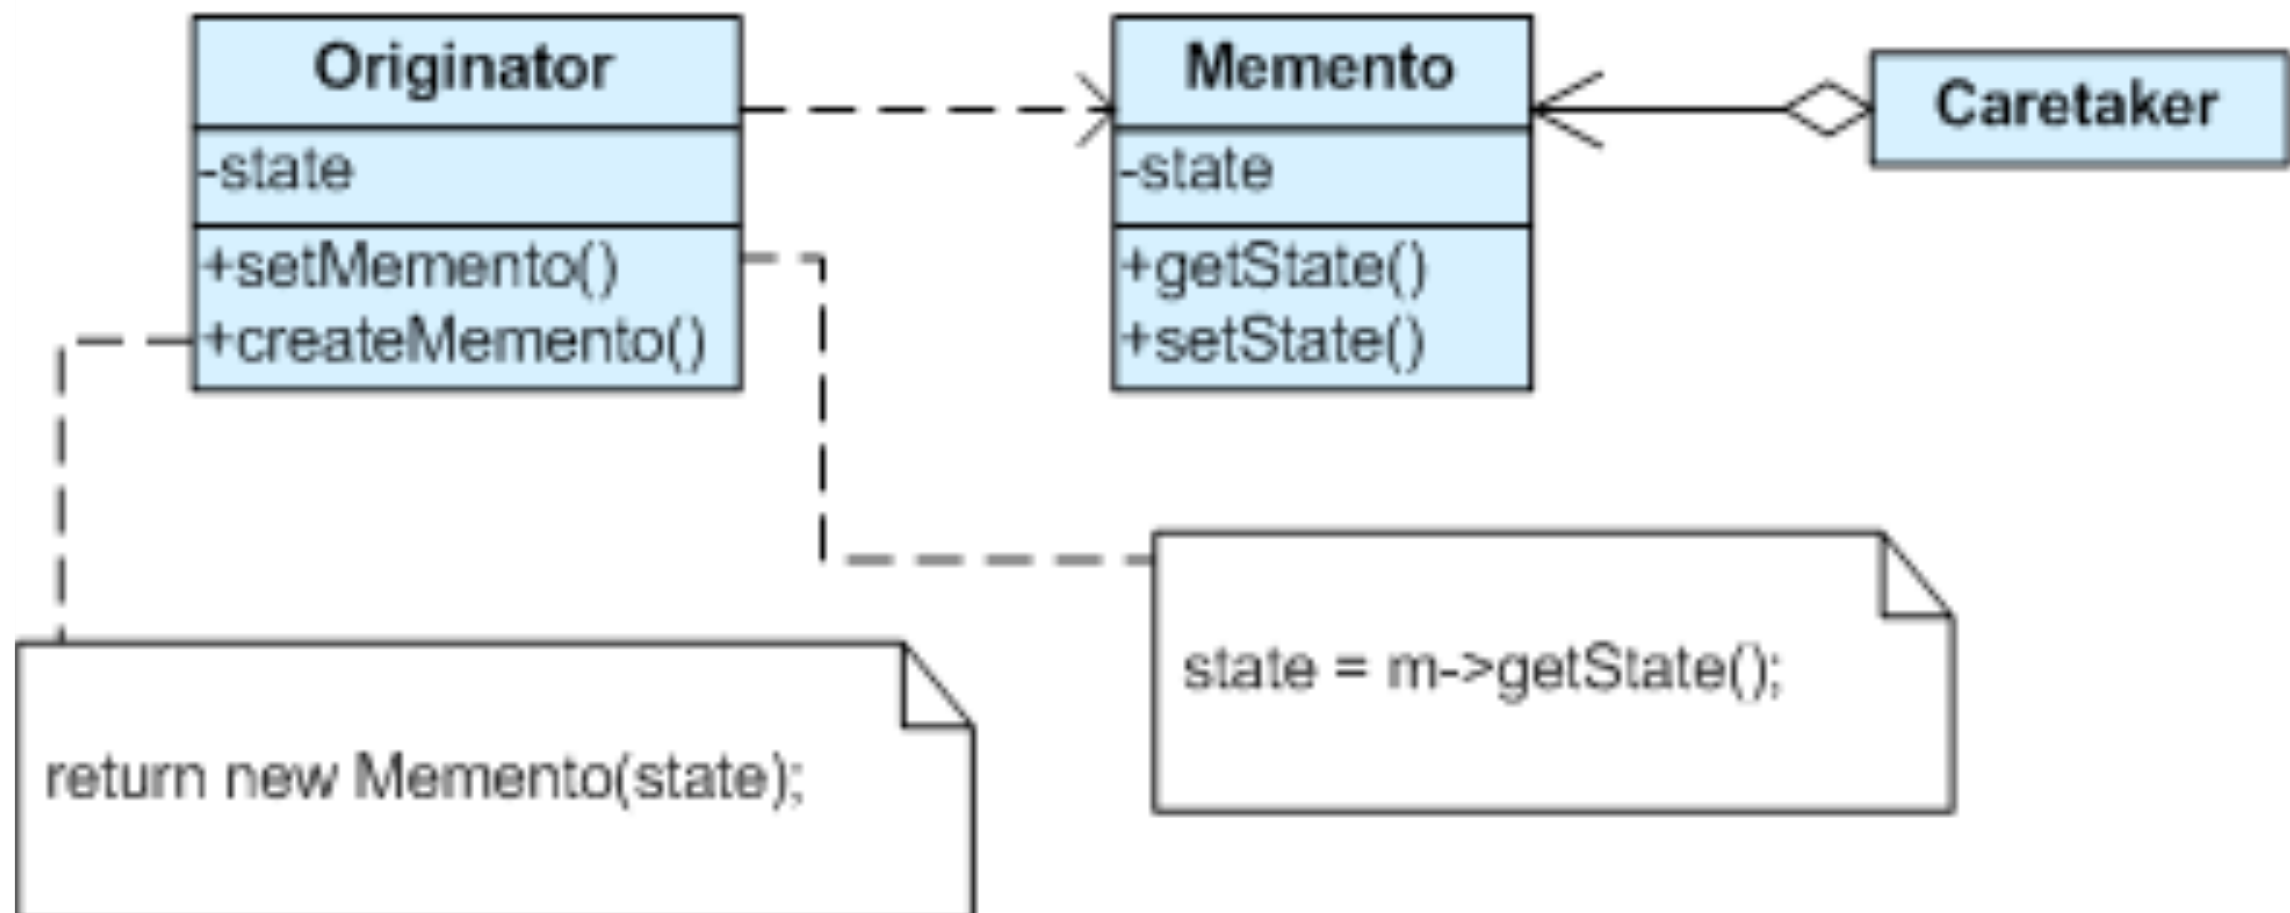 Originator
-state
+setMemento()
+createMemento()
Memento
-state
+getState()
+setState()
Caretaker
state = m->getState();
return new Memento(state);